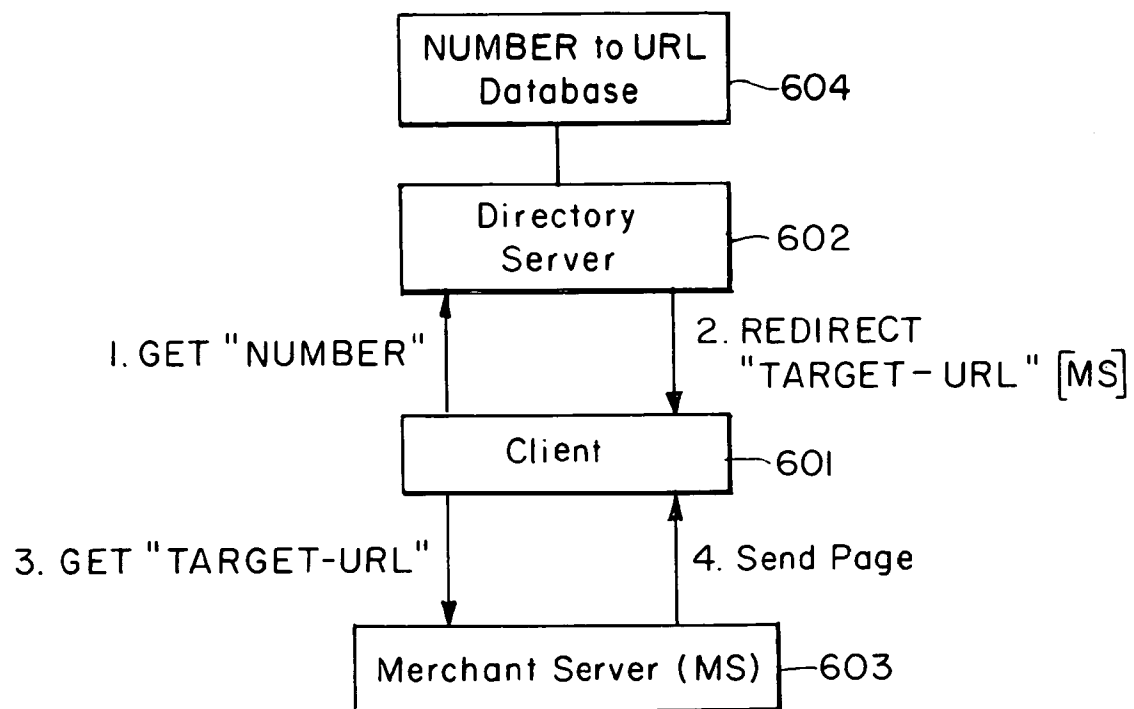 NUMBER to URL
Database
604
Directory
Server
602
1. GET "NUMBER"
2. REDIRECT
"TARGET-URL" [MS]
Client
601
3. GET "TARGET-URL"
4. Send Page
Merchant Server (MS)
603